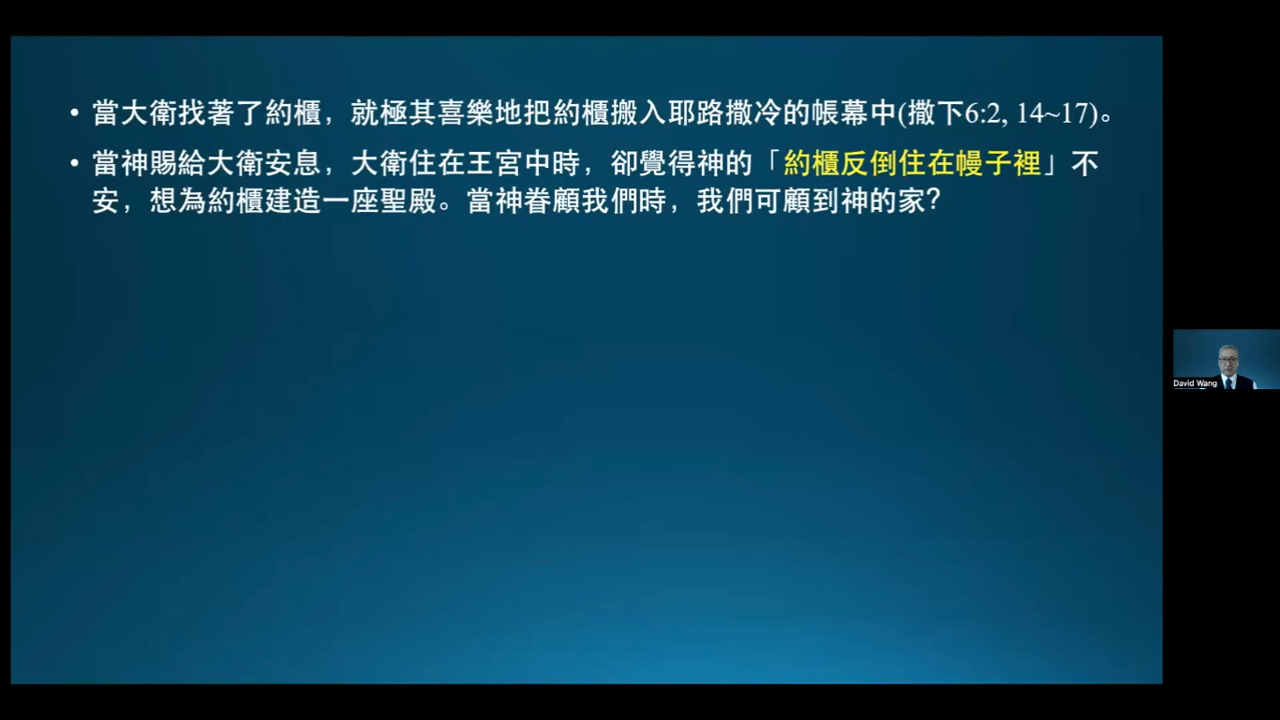 • 當大衛找著了約櫃，就極其喜樂地把約櫃搬入耶路撒冷的帳幕中(撒下6:2, 14~17)。
• 當神賜給大衛安息，大衛住在王宮中時，卻覺得神的「約櫃反倒住在幔子裡」不
安，想為約櫃建造一座聖殿。當神眷顧我們時，我們可顧到神的家?
David Wang